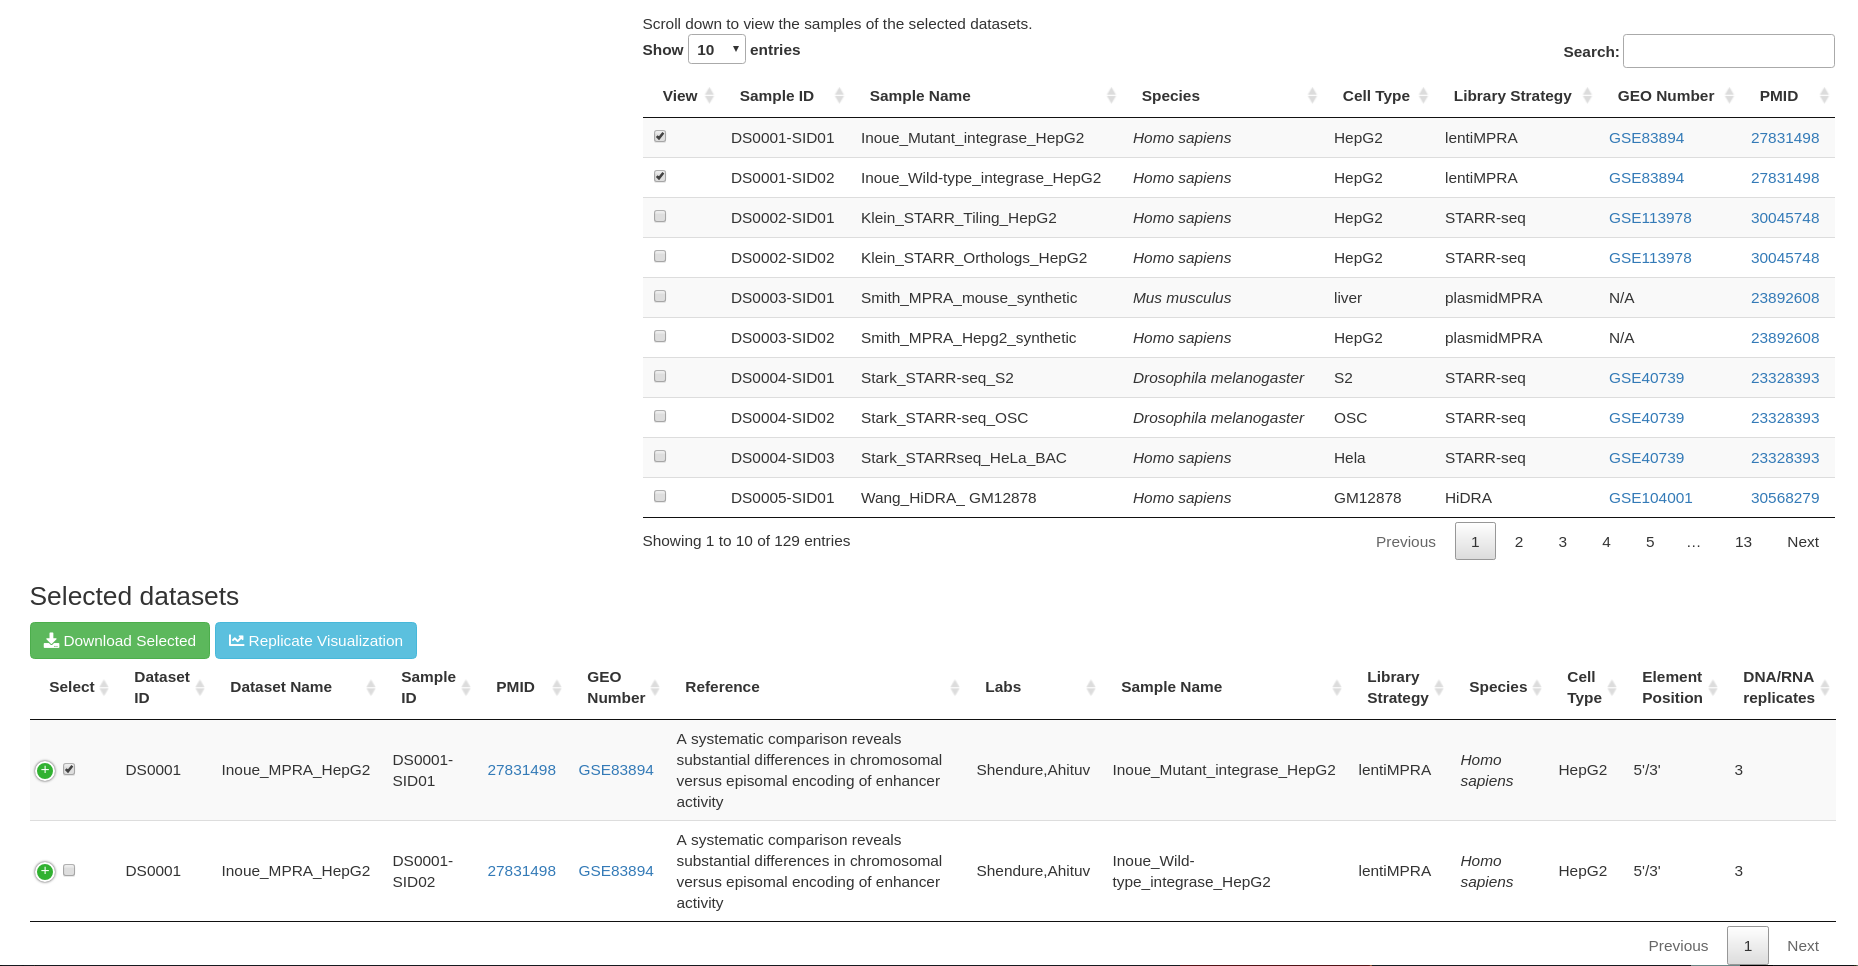 Scroll down to view the samples of the selected datasets.
Show 10 entries Search:
View Sample ID Sample Name Species Cell Type Library Strategy GEO Number PMID
DS0001-SID01 Inoue_Mutant_integrase_HepG2 Homo sapiens HepG2 lentiMPRA GSE83894 27831498
DS0001-SID02 Inoue_Wild-type_integrase_HepG2 Homo sapiens HepG2 lentiMPRA GSE83894 27831498
DS0002-SID01 Klein_STARR_Tiling_HepG2 Homo sapiens HepG2 STARR-seq GSE113978 30045748
DS0002-SID02 Klein_STARR_Orthologs_HepG2 Homo sapiens HepG2 STARR-seq GSE113978 30045748
DS0003-SID01 Smith_MPRA_mouse_synthetic Mus musculus liver plasmidMPRA N/A 23892608
DS0003-SID02 Smith_MPRA_Hepg2_synthetic Homo sapiens HepG2 plasmidMPRA N/A 23892608
DS0004-SID01 Stark_STARR-seq_S2 Drosophila melanogaster S2 STARR-seq GSE40739 23328393
DS0004-SID02 Stark_STARR-seq_OSC Drosophila melanogaster OSC STARR-seq GSE40739 23328393
DS0004-SID03 Stark_STARRseq_HeLa_BAC Homo sapiens Hela STARR-seq GSE40739 23328393
DS0005-SID01 Wang_HiDRA_ GM12878 Homo sapiens GM12878 HiDRA GSE104001 30568279
Showing 1 to 10 of 129 entries Previous 1 2 3 4 5 … 13 Next
Selected datasets
Download Selected Replicate Visualization
Select Dataset ID Dataset Name Sample ID PMID GEO Number Reference Labs Sample Name Library Strategy Species Cell Type Element Position DNA/RNA replicates
A systematic comparison reveals
substantial differences in chromosomal
DS0001 Inoue_MPRA_HepG2 DS0001-SID01 27831498 GSE83894 versus episomal encoding of enhancer Shendure,Ahituv Inoue_Mutant_integrase_HepG2 lentiMPRA Homo sapiens HepG2 5'/3' 3
activity
A systematic comparison reveals
substantial differences in chromosomal
DS0001 Inoue_MPRA_HepG2 DS0001-SID02 27831498 GSE83894 versus episomal encoding of enhancer Shendure,Ahituv Inoue_Wild-type_integrase_HepG2 lentiMPRA Homo sapiens HepG2 5'/3' 3
activity
Previous 1 Next